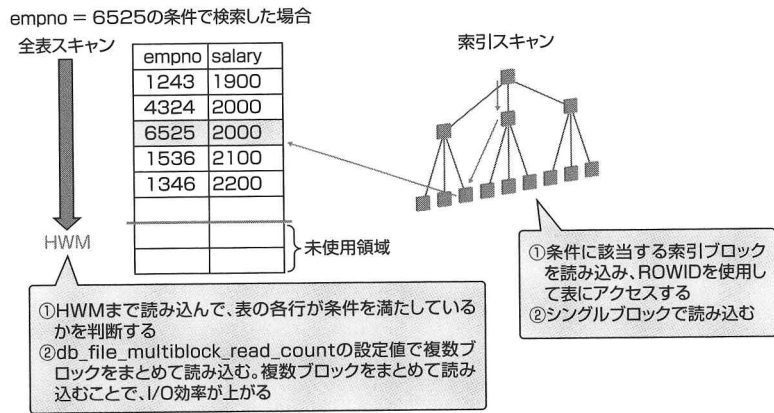 empno = 6525の条件で検索した場合
全表スキャン
empno salary
1243 1900
4324 2000
6525 2000
1536 2100
1346 2200
HWM
未使用領域
索引スキャン
①HWMまで読み込んで、表の各行が条件を満たしている
かを判断する
②db_file_multiblock_read_countの設定値で複数ブ
ロックをまとめて読み込む。複数ブロックをまとめて読み
込むことで、I/O効率が上がる
①条件に該当する索引ブロック
を読み込み、ROWIDを使用し
て表にアクセスする
②シングルブロックで読み込む